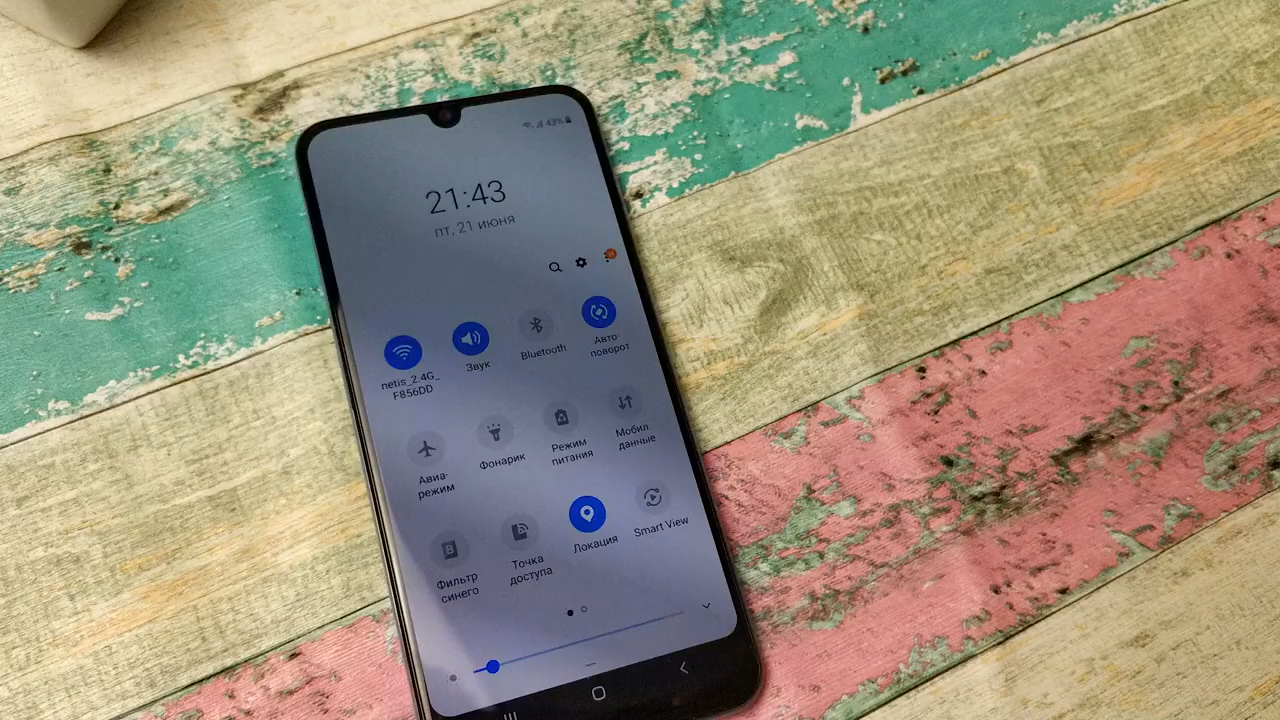 43%
21:43
пт, 21 июня
netis_2.4G_
F856DD
Звук
Bluetooth
Авто
поворот
Авиа-
режим
Фонарик
Режим
питания
Мобил.
данные
Фильтр
синего
Точка
доступа
Локация
Smart View